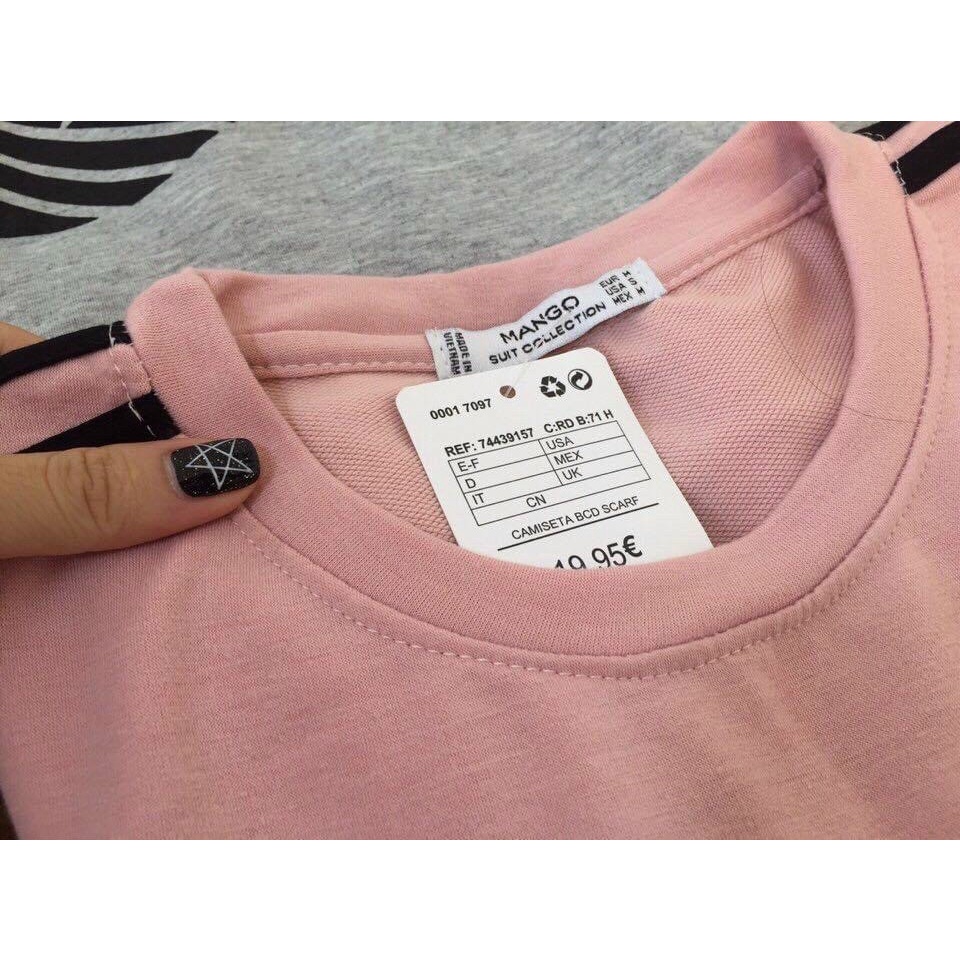 MADE IN
VIETNAM
MANGO
SUIT COLLECTION
EUR M
USA S
MEX M
0001 7097
REF: 74439157 C:RD B:71 H
E-F USA
D MEX
IT UK
CN
CAMISETA BCD SCARF
19,95€